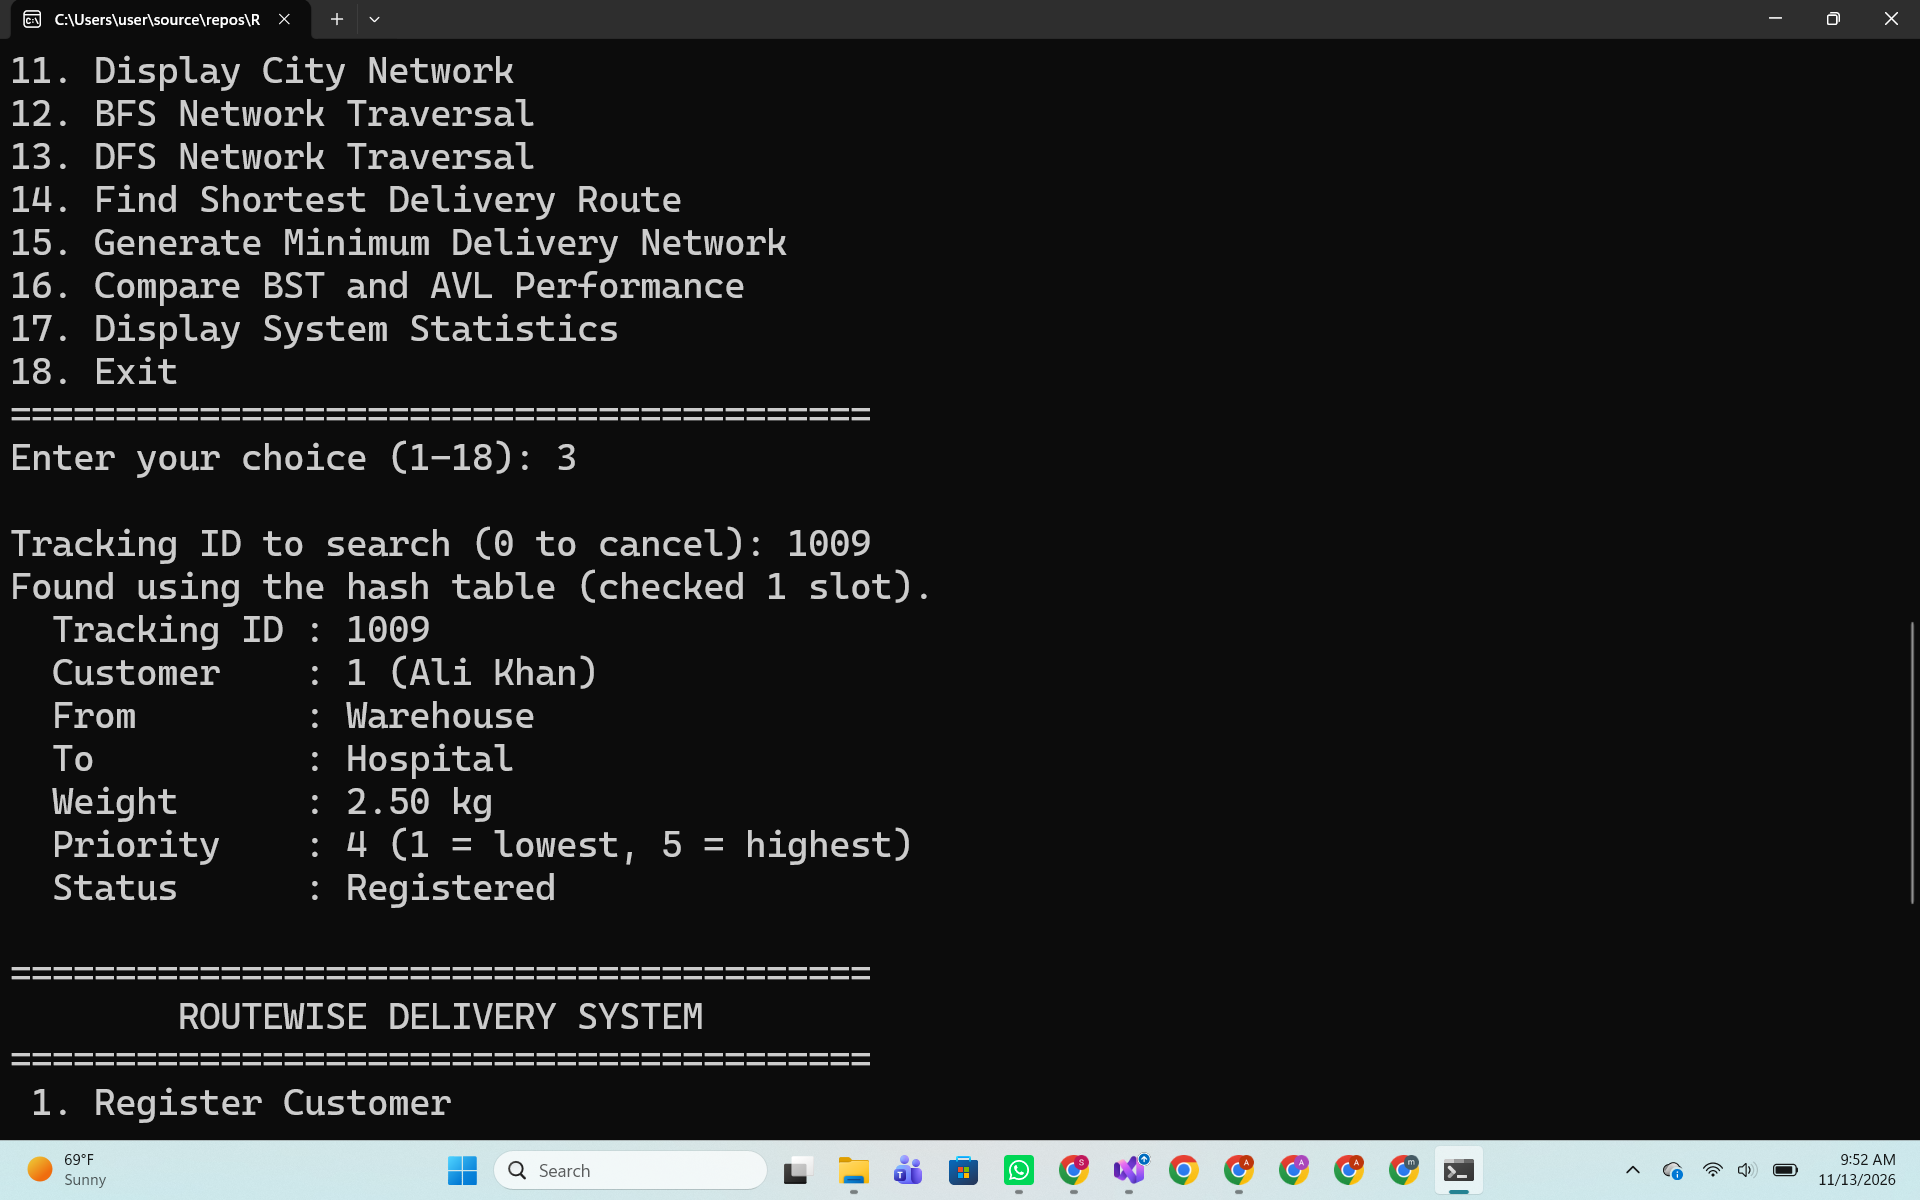 C:\Users\user\source\repos\R
11. Display City Network
12. BFS Network Traversal
13. DFS Network Traversal
14. Find Shortest Delivery Route
15. Generate Minimum Delivery Network
16. Compare BST and AVL Performance
17. Display System Statistics
18. Exit
=========================================
Enter your choice (1-18): 3
Tracking ID to search (0 to cancel): 1009
Found using the hash table (checked 1 slot).
Tracking ID : 1009
Customer    : 1 (Ali Khan)
From        : Warehouse
To          : Hospital
Weight      : 2.50 kg
Priority    : 4 (1 = lowest, 5 = highest)
Status      : Registered
=========================================
ROUTEWISE DELIVERY SYSTEM
=========================================
1. Register Customer
69°F
Sunny
Search
9:52 AM
11/13/2026